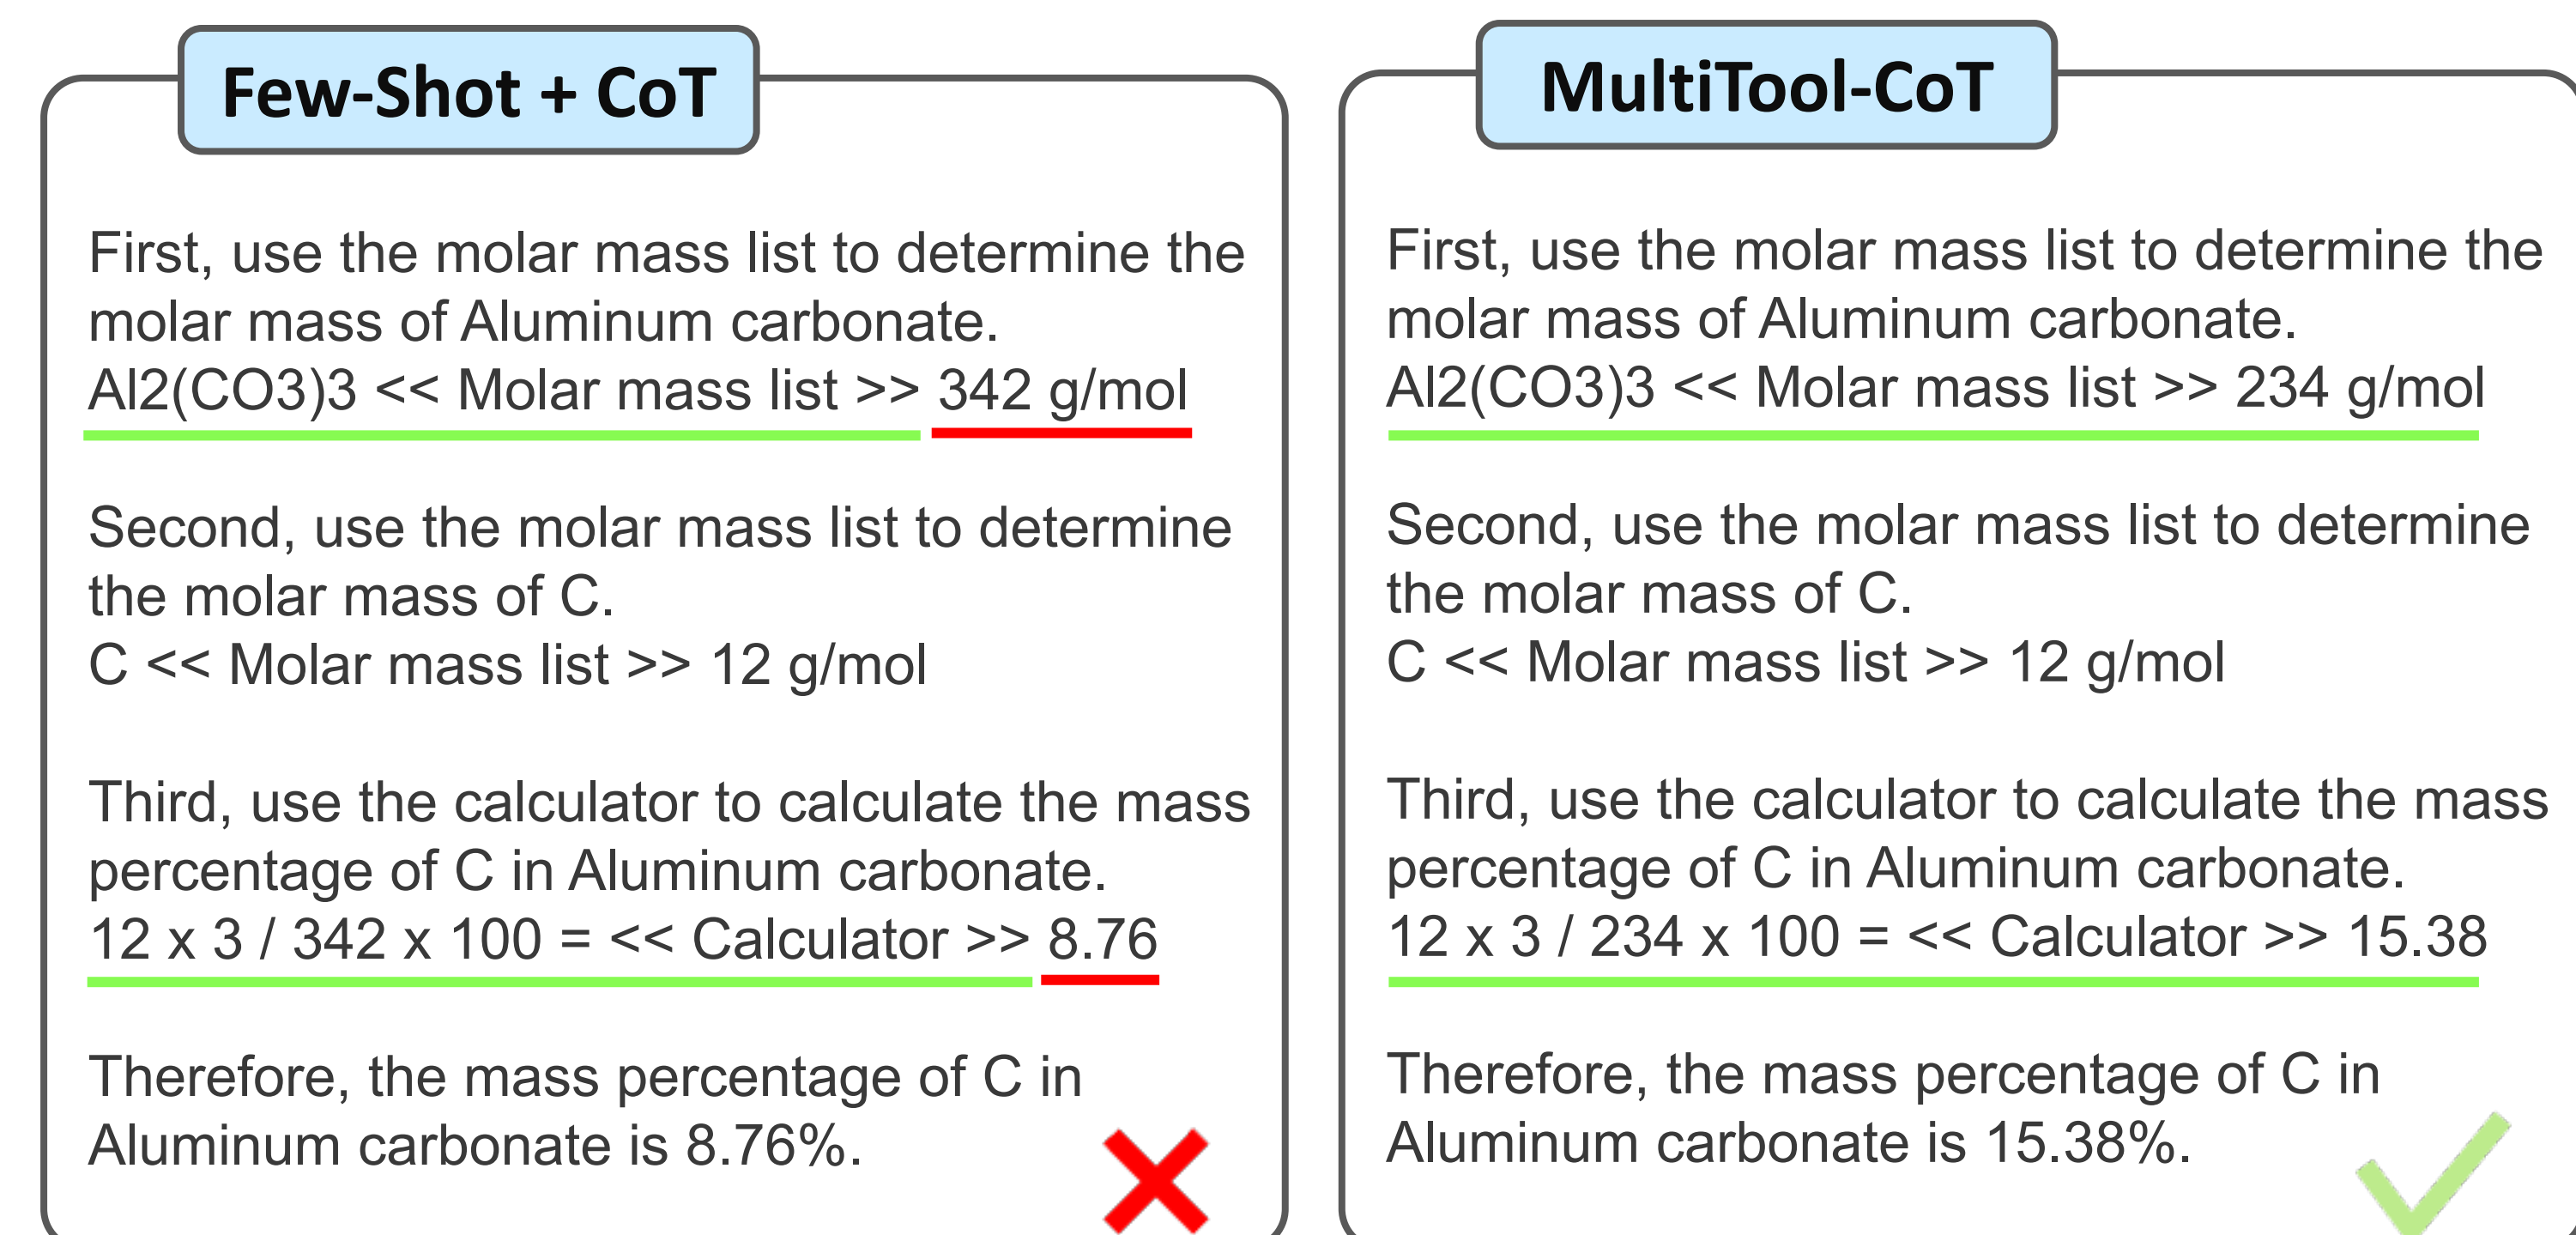 Few-Shot + CoT
First, use the molar mass list to determine the
molar mass of Aluminum carbonate.
Al2(CO3)3 << Molar mass list >> 342 g/mol
Second, use the molar mass list to determine
the molar mass of C.
C << Molar mass list >> 12 g/mol
Third, use the calculator to calculate the mass
percentage of C in Aluminum carbonate.
12 x 3 / 342 x 100 = << Calculator >> 8.76
Therefore, the mass percentage of C in
Aluminum carbonate is 8.76%.
MultiTool-CoT
First, use the molar mass list to determine the
molar mass of Aluminum carbonate.
Al2(CO3)3 << Molar mass list >> 234 g/mol
Second, use the molar mass list to determine
the molar mass of C.
C << Molar mass list >> 12 g/mol
Third, use the calculator to calculate the mass
percentage of C in Aluminum carbonate.
12 x 3 / 234 x 100 = << Calculator >> 15.38
Therefore, the mass percentage of C in
Aluminum carbonate is 15.38%.